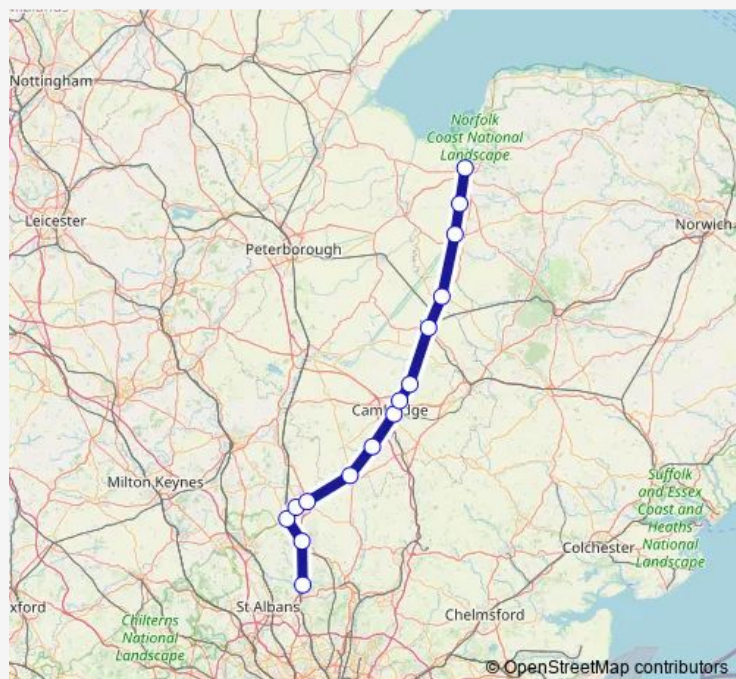 Nottingham
Norfolk
Coast National
Landscape
Leicester
Norwich
Peterborough
Cambridge
Milton Keynes
Suffolk
and Essex
Coast and
Heaths
National
Landscape
Colchester
St Albans
Chelmsford
xford
Chilterns
National
Landscape
© OpenStreetMap contributors